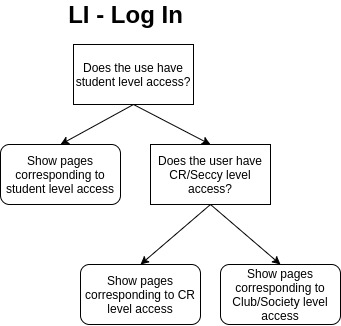 LI - Log In
Does the use have
student level access?
Show pages
corresponding to
student level access
Does the user have
CR/Seccy level
access?
Show pages
corresponding to CR
level access
Show pages
corresponding to
Club/Society level
access